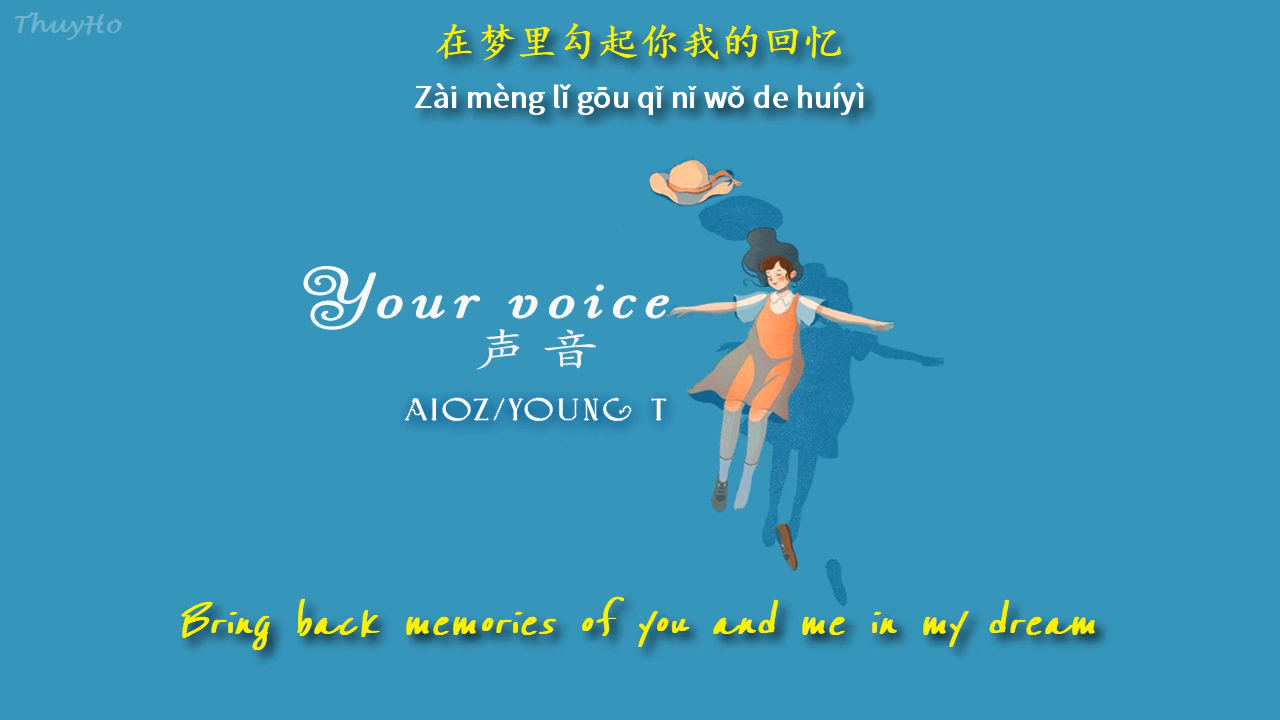 ThuyHo
在梦里勾起你我的回忆
Zài mèng lǐ gōu qǐ nǐ wǒ de huíyì
Your voice
声音
AIOZ/YOUNG T
Bring back memories of you and me in my dream